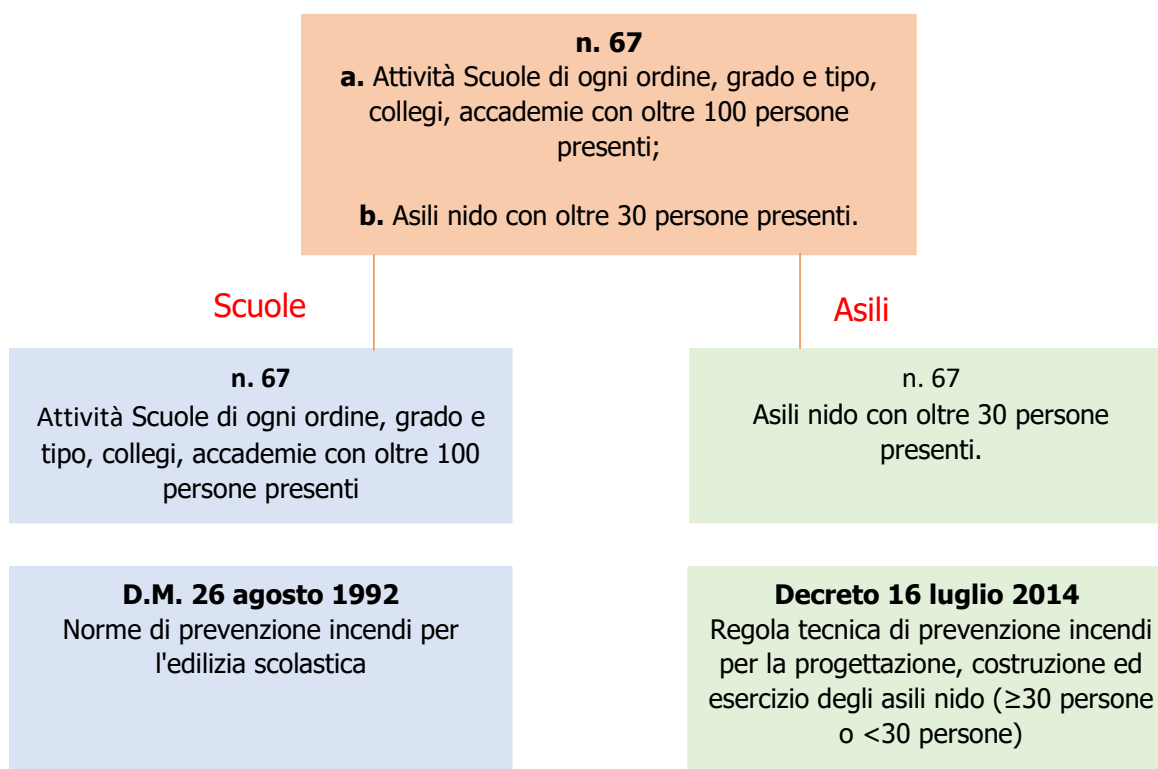 n. 67
a. Attività Scuole di ogni ordine, grado e tipo,
collegi, accademie con oltre 100 persone
presenti;
b. Asili nido con oltre 30 persone presenti.
Scuole
Asili
n. 67
Attività Scuole di ogni ordine, grado e
tipo, collegi, accademie con oltre 100
persone presenti
n. 67
Asili nido con oltre 30 persone
presenti.
D.M. 26 agosto 1992
Norme di prevenzione incendi per
l'edilizia scolastica
Decreto 16 luglio 2014
Regola tecnica di prevenzione incendi
per la progettazione, costruzione ed
esercizio degli asili nido (≥30 persone
o <30 persone)